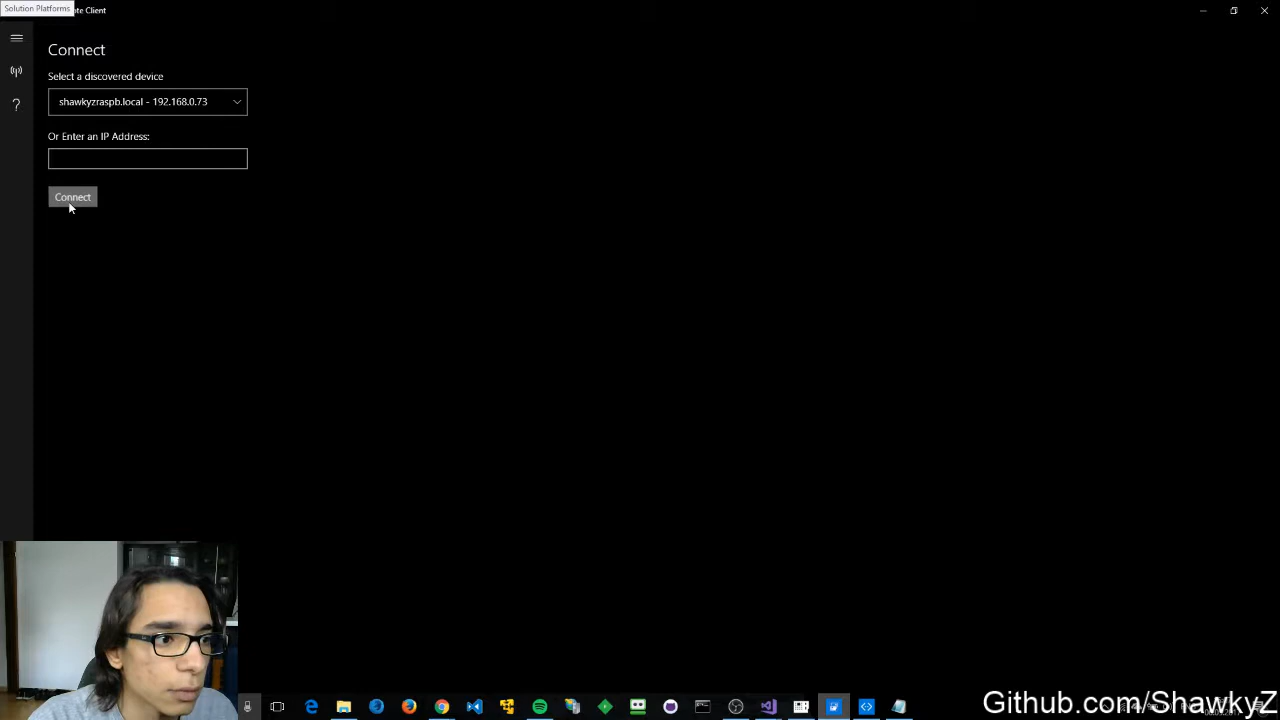 Solution Platforms
ote Client
Connect
Select a discovered device
shawkyzraspb.local - 192.168.0.73
Or Enter an IP Address:
Connect
?
Github.com/ShawkyZ